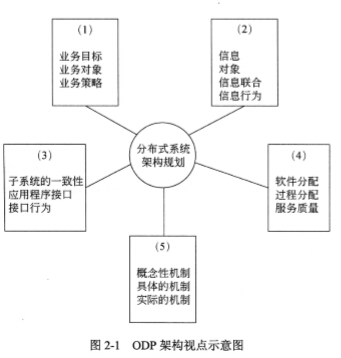 (1)
业务目标
业务对象
业务策略
(2)
信息
对象
信息联合
信息行为
分布式系统
架构规划
(3)
子系统的一致性
应用程序接口
接口行为
(4)
软件分配
过程分配
服务质量
(5)
概念性机制
具体的机制
实际的机制
图 2-1 ODP 架构视点示意图